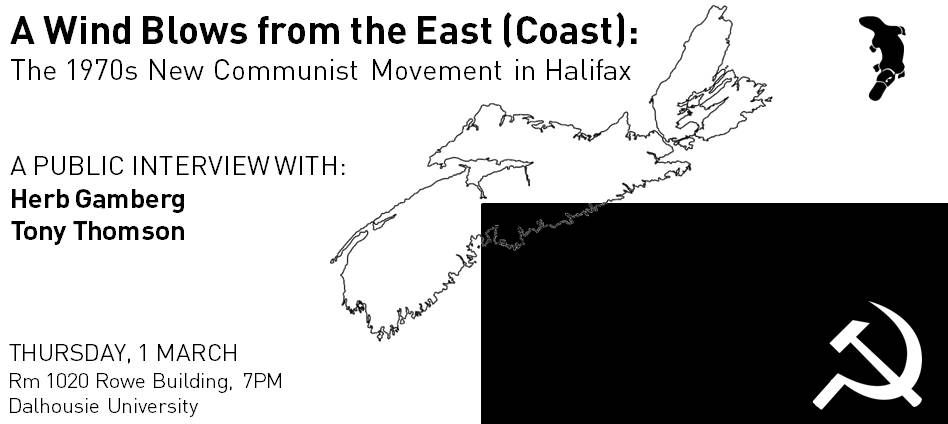 A Wind Blows from the East (Coast):
The 1970s New Communist Movement in Halifax
A PUBLIC INTERVIEW WITH:
Herb Gamberg
Tony Thomson
THURSDAY, 1 MARCH
Rm 1020 Rowe Building, 7PM
Dalhousie University